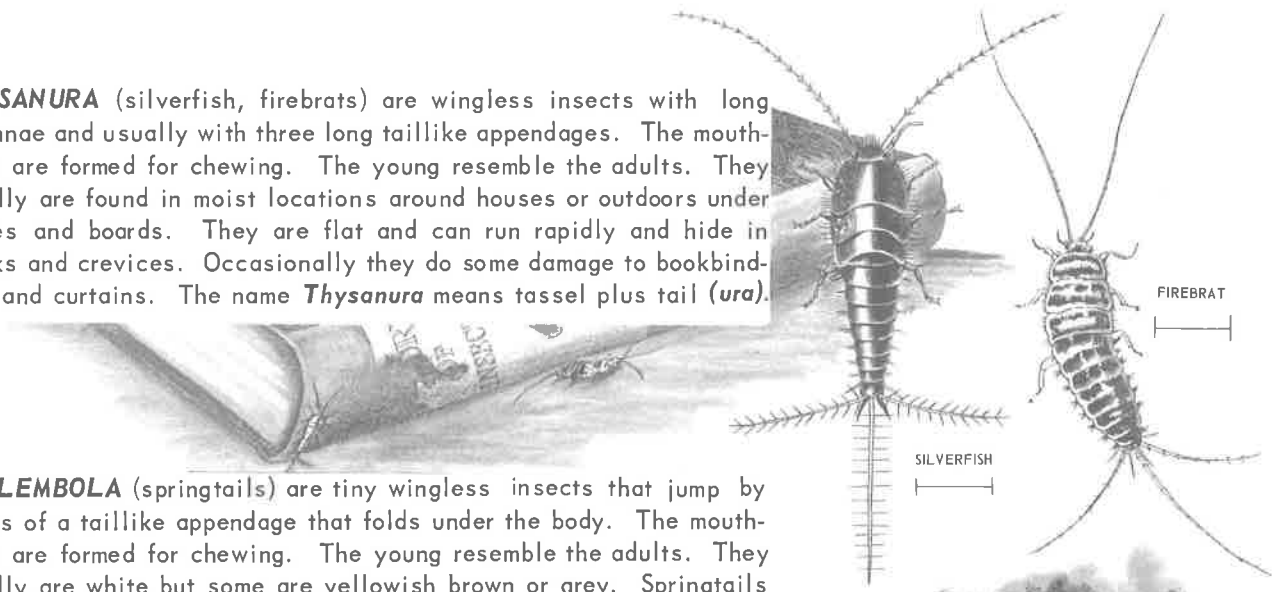 SANURA (silverfish, firebrats) are wingless insects with long
nnae and usually with three long taillike appendages. The mouth-
are formed for chewing. The young resemble the adults. They
lly are found in moist locations around houses or outdoors under
es and boards. They are flat and can run rapidly and hide in
ks and crevices. Occasionally they do some damage to bookbind-
and curtains. The name Thysanura means tassel plus tail (ura).
FIREBRAT
SILVERFISH
LEMBOLA (springtails) are tiny wingless insects that jump by
s of a taillike appendage that folds under the body. The mouth-
are formed for chewing. The young resemble the adults. They
lly are white but some are yellowish brown or grey. Springtails